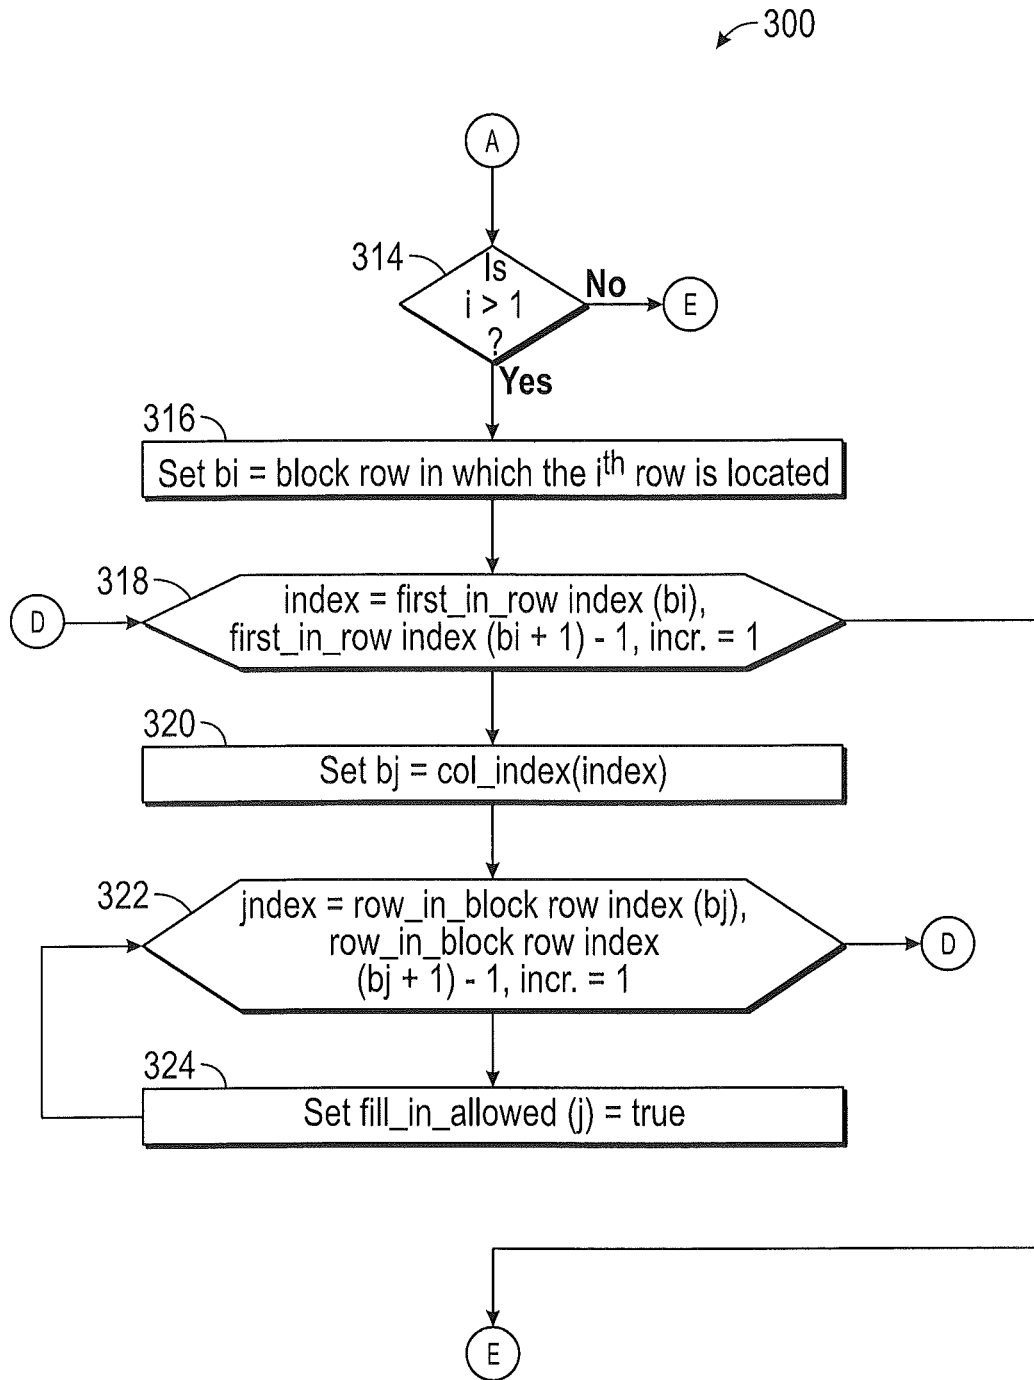 300
A
314
Is
i > 1
?
No
E
Yes
316
Set bi = block row in which the i^th row is located
318
D
index = first_in_row index (bi),
first_in_row index (bi + 1) - 1, incr. = 1
320
Set bj = col_index(index)
322
jndex = row_in_block row index (bj),
row_in_block row index
(bj + 1) - 1, incr. = 1
D
324
Set fill_in_allowed (j) = true
E